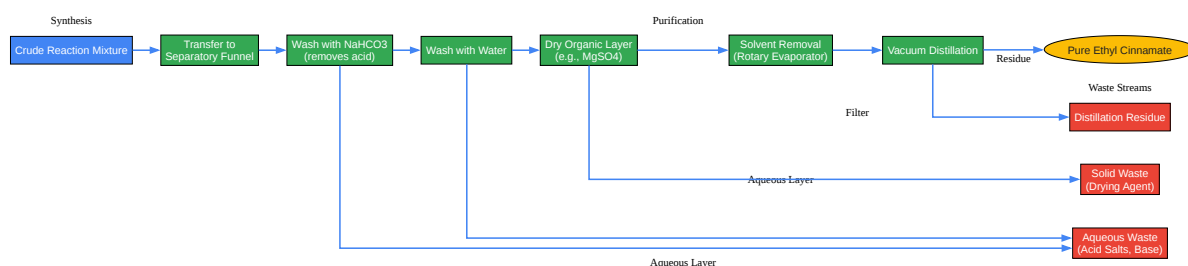 Synthesis
Purification
Crude Reaction Mixture
Transfer to
Separatory Funnel
Wash with NaHCO3
(removes acid)
Wash with Water
Dry Organic Layer
(e.g., MgSO4)
Solvent Removal
(Rotary Evaporator)
Vacuum Distillation
Residue
Pure Ethyl Cinnamate
Waste Streams
Filter
Distillation Residue
Aqueous Layer
Solid Waste
(Drying Agent)
Aqueous Waste
(Acid Salts, Base)
Aqueous Layer